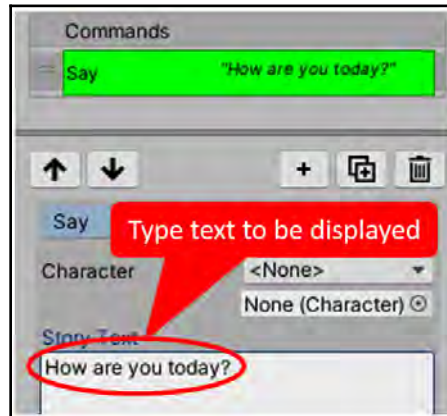 Commands
Say "How are you today?"
+
Say
Type text to be displayed
Character <None>
None (Character)
Story Text
How are you today?